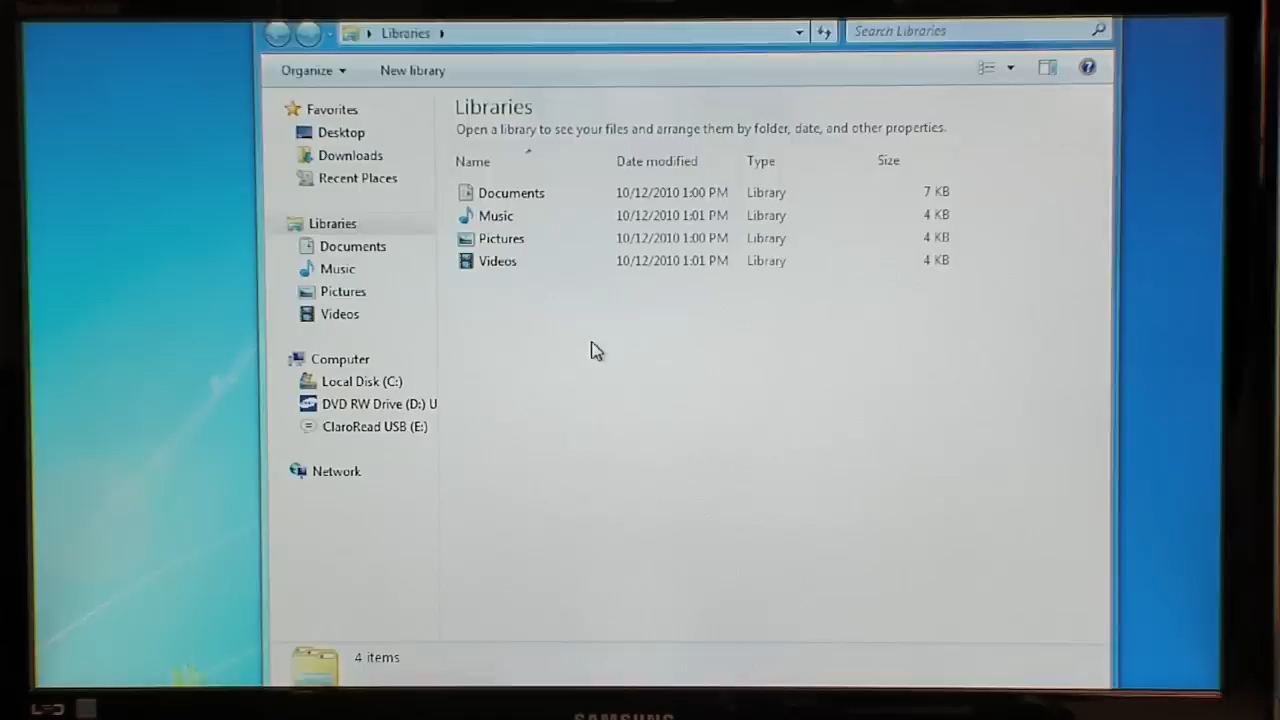 Libraries
Search Libraries
Organize
New library
Favorites
Desktop
Downloads
Recent Places
Libraries
Documents
Music
Pictures
Videos
Computer
Local Disk (C:)
DVD RW Drive (D:) U
ClaroRead USB (E:)
Network
Libraries
Open a library to see your files and arrange them by folder, date, and other properties.
Name Date modified Type Size
Documents 10/12/2010 1:00 PM Library 7 KB
Music 10/12/2010 1:01 PM Library 4 KB
Pictures 10/12/2010 1:00 PM Library 4 KB
Videos 10/12/2010 1:01 PM Library 4 KB
4 items
SAMSUNG